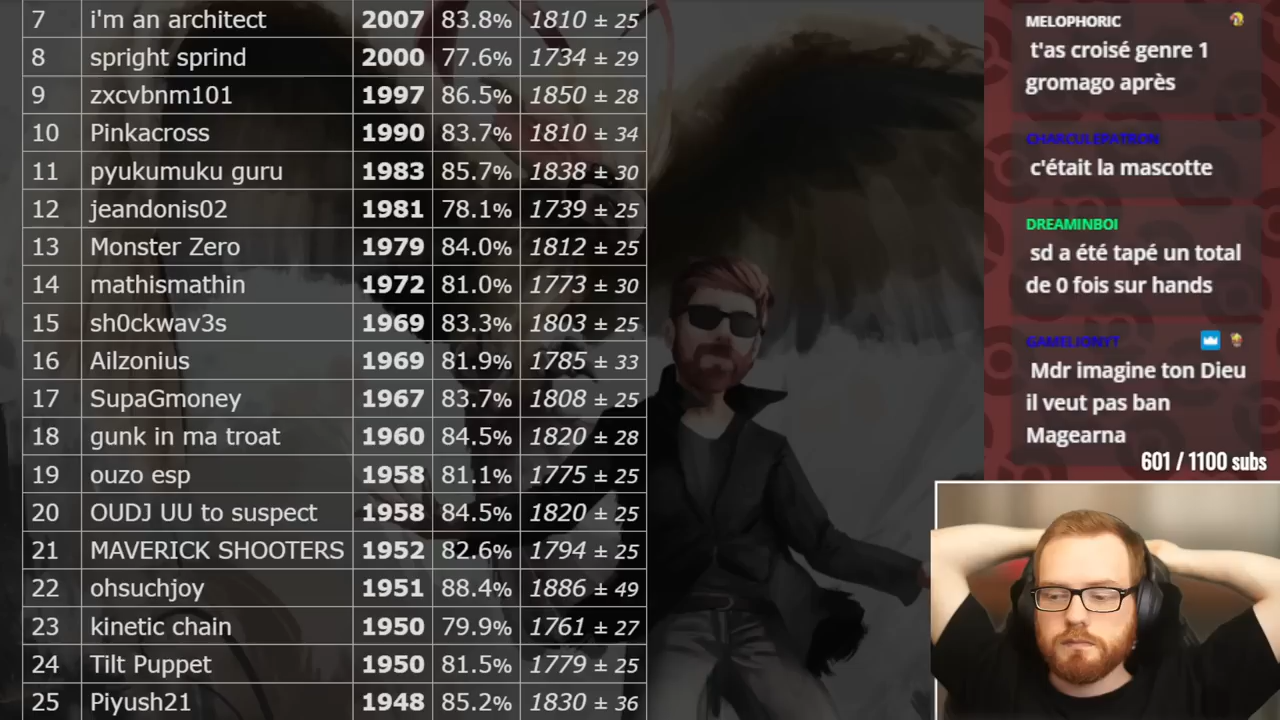 7 i'm an architect 2007 83.8% 1810 ± 25
8 spright sprind 2000 77.6% 1734 ± 29
9 zxcvbnm101 1997 86.5% 1850 ± 28
10 Pinkacross 1990 83.7% 1810 ± 34
11 pyukumuku guru 1983 85.7% 1838 ± 30
12 jeandonis02 1981 78.1% 1739 ± 25
13 Monster Zero 1979 84.0% 1812 ± 25
14 mathismathin 1972 81.0% 1773 ± 30
15 sh0ckwav3s 1969 83.3% 1803 ± 25
16 Ailzonius 1969 81.9% 1785 ± 33
17 SupaGmoney 1967 83.7% 1808 ± 25
18 gunk in ma troat 1960 84.5% 1820 ± 28
19 ouzo esp 1958 81.1% 1775 ± 25
20 OUDJ UU to suspect 1958 84.5% 1820 ± 25
21 MAVERICK SHOOTERS 1952 82.6% 1794 ± 25
22 ohsuchjoy 1951 88.4% 1886 ± 49
23 kinetic chain 1950 79.9% 1761 ± 27
24 Tilt Puppet 1950 81.5% 1779 ± 25
25 Piyush21 1948 85.2% 1830 ± 36
MELOPHORIC
t'as croisé genre 1
gromago après
c'était la mascotte
DREAMINBOI
sd a été tapé un total
de 0 fois sur hands
GAMELIONYT
Mdr imagine ton Dieu
il veut pas ban
Magearna
601 / 1100 subs